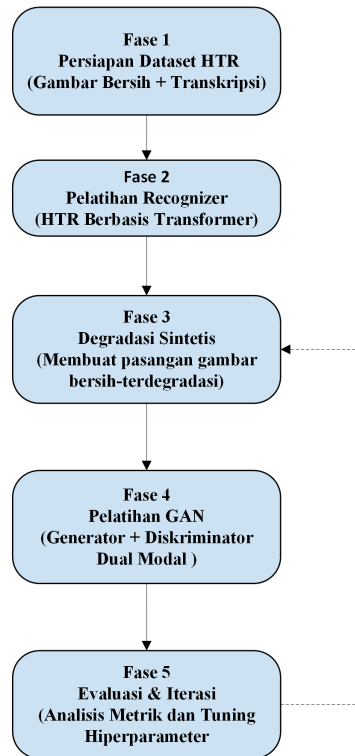 Fase 1
Persiapan Dataset HTR
(Gambar Bersih + Transkripsi)
Fase 2
Pelatihan Recognizer
(HTR Berbasis Transformer)
Fase 3
Degradasi Sintetis
(Membuat pasangan gambar
bersih-terdegradasi)
Fase 4
Pelatihan GAN
(Generator + Diskriminator
Dual Modal )
Fase 5
Evaluasi & Iterasi
(Analisis Metrik dan Tuning
Hiperparameter